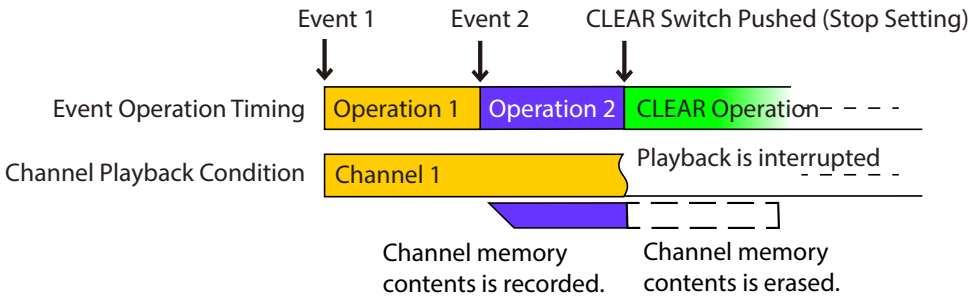 Event 1
Event 2
CLEAR Switch Pushed (Stop Setting)
Event Operation Timing
Operation 1
Operation 2
CLEAR Operation
Channel Playback Condition
Channel 1
Playback is interrupted
Channel memory
contents is recorded.
Channel memory
contents is erased.